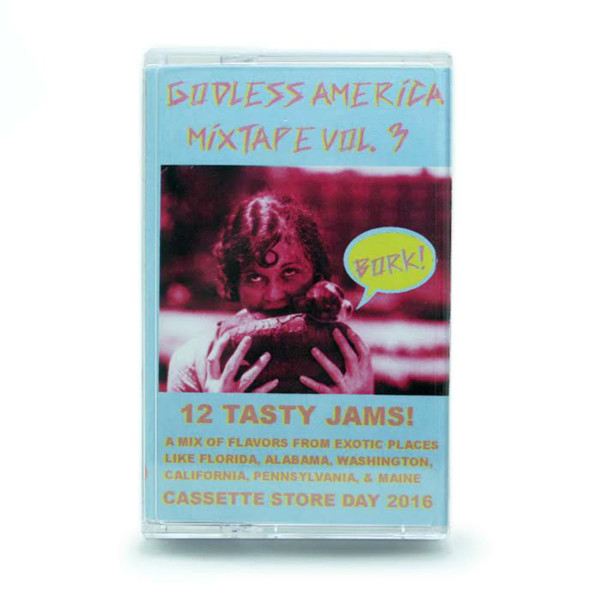 GODLESS AMERICA
MIXTAPE VOL. 3
BORK!
12 TASTY JAMS!
A MIX OF FLAVORS FROM EXOTIC PLACES
LIKE FLORIDA, ALABAMA, WASHINGTON,
CALIFORNIA, PENNSYLVANIA, & MAINE
CASSETTE STORE DAY 2016